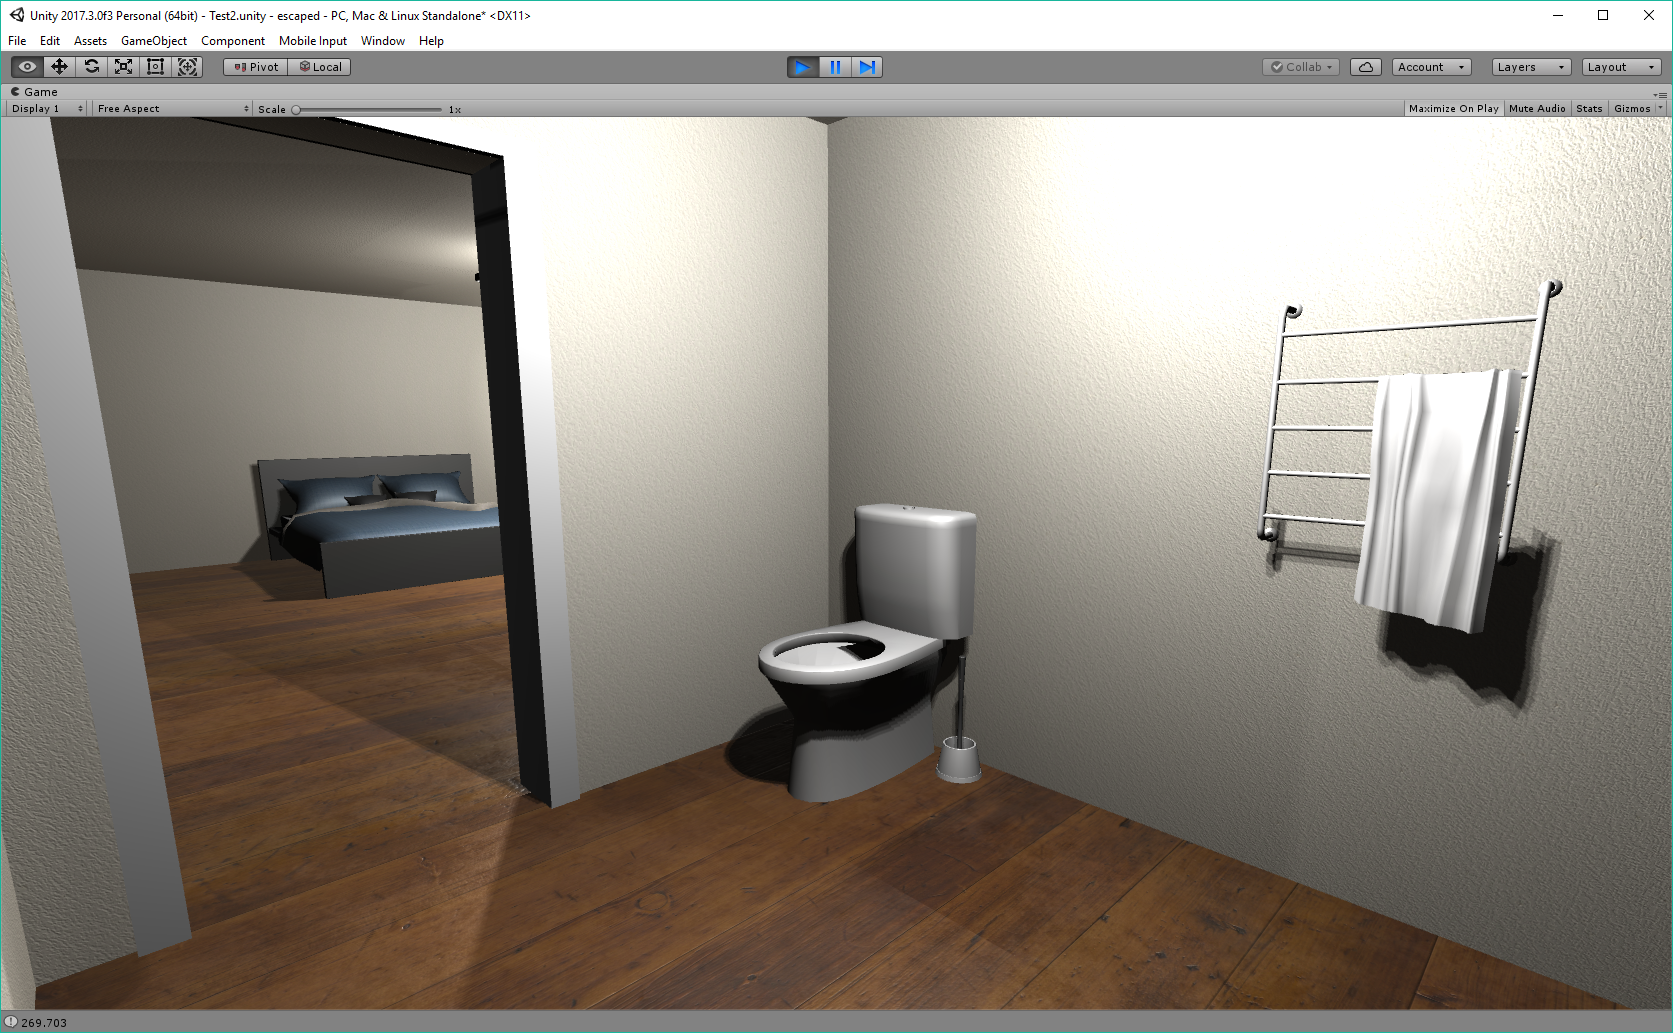 Unity 2017.3.0f3 Personal (64bit) - Test2.unity - escaped - PC, Mac & Linux Standalone* <DX11>
File Edit Assets GameObject Component Mobile Input Window Help
Pivot Local Collab Account Layers Layout
Game
Display 1 Free Aspect Scale 1x Maximize On Play Mute Audio Stats Gizmos
269.703